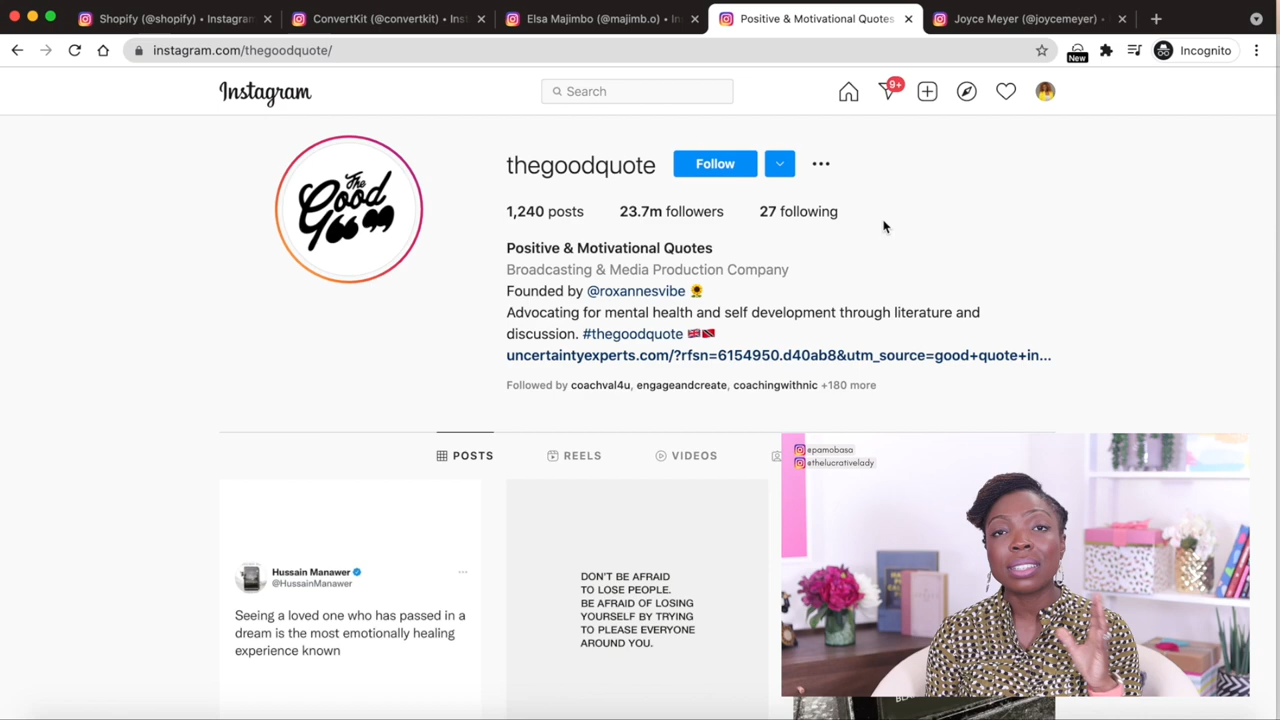 Shopify (@shopify) • Instagram
ConvertKit (@convertkit) • Inst
Elsa Majimbo (@majimb.o) • In
Positive & Motivational Quotes
Joyce Meyer (@joycemeyer) •
instagram.com/thegoodquote/
New
Incognito
Instagram
Search
9+
The Good
thegoodquote
Follow
1,240 posts
23.7m followers
27 following
Positive & Motivational Quotes
Broadcasting & Media Production Company
Founded by @roxannesvibe 🌻
Advocating for mental health and self development through literature and
discussion. #thegoodquote 🇬🇧🇹🇹
uncertaintyexperts.com/?rfsn=6154950.d40ab8&utm_source=good+quote+in...
Followed by coachval4u, engageandcreate, coachingwithnic +180 more
POSTS
REELS
VIDEOS
@pamobasa
@thelucrativelady
Hussain Manawer
@HussainManawer
Seeing a loved one who has passed in a
dream is the most emotionally healing
experience known
DON'T BE AFRAID
TO LOSE PEOPLE.
BE AFRAID OF LOSING
YOURSELF BY TRYING
TO PLEASE EVERYONE
AROUND YOU.